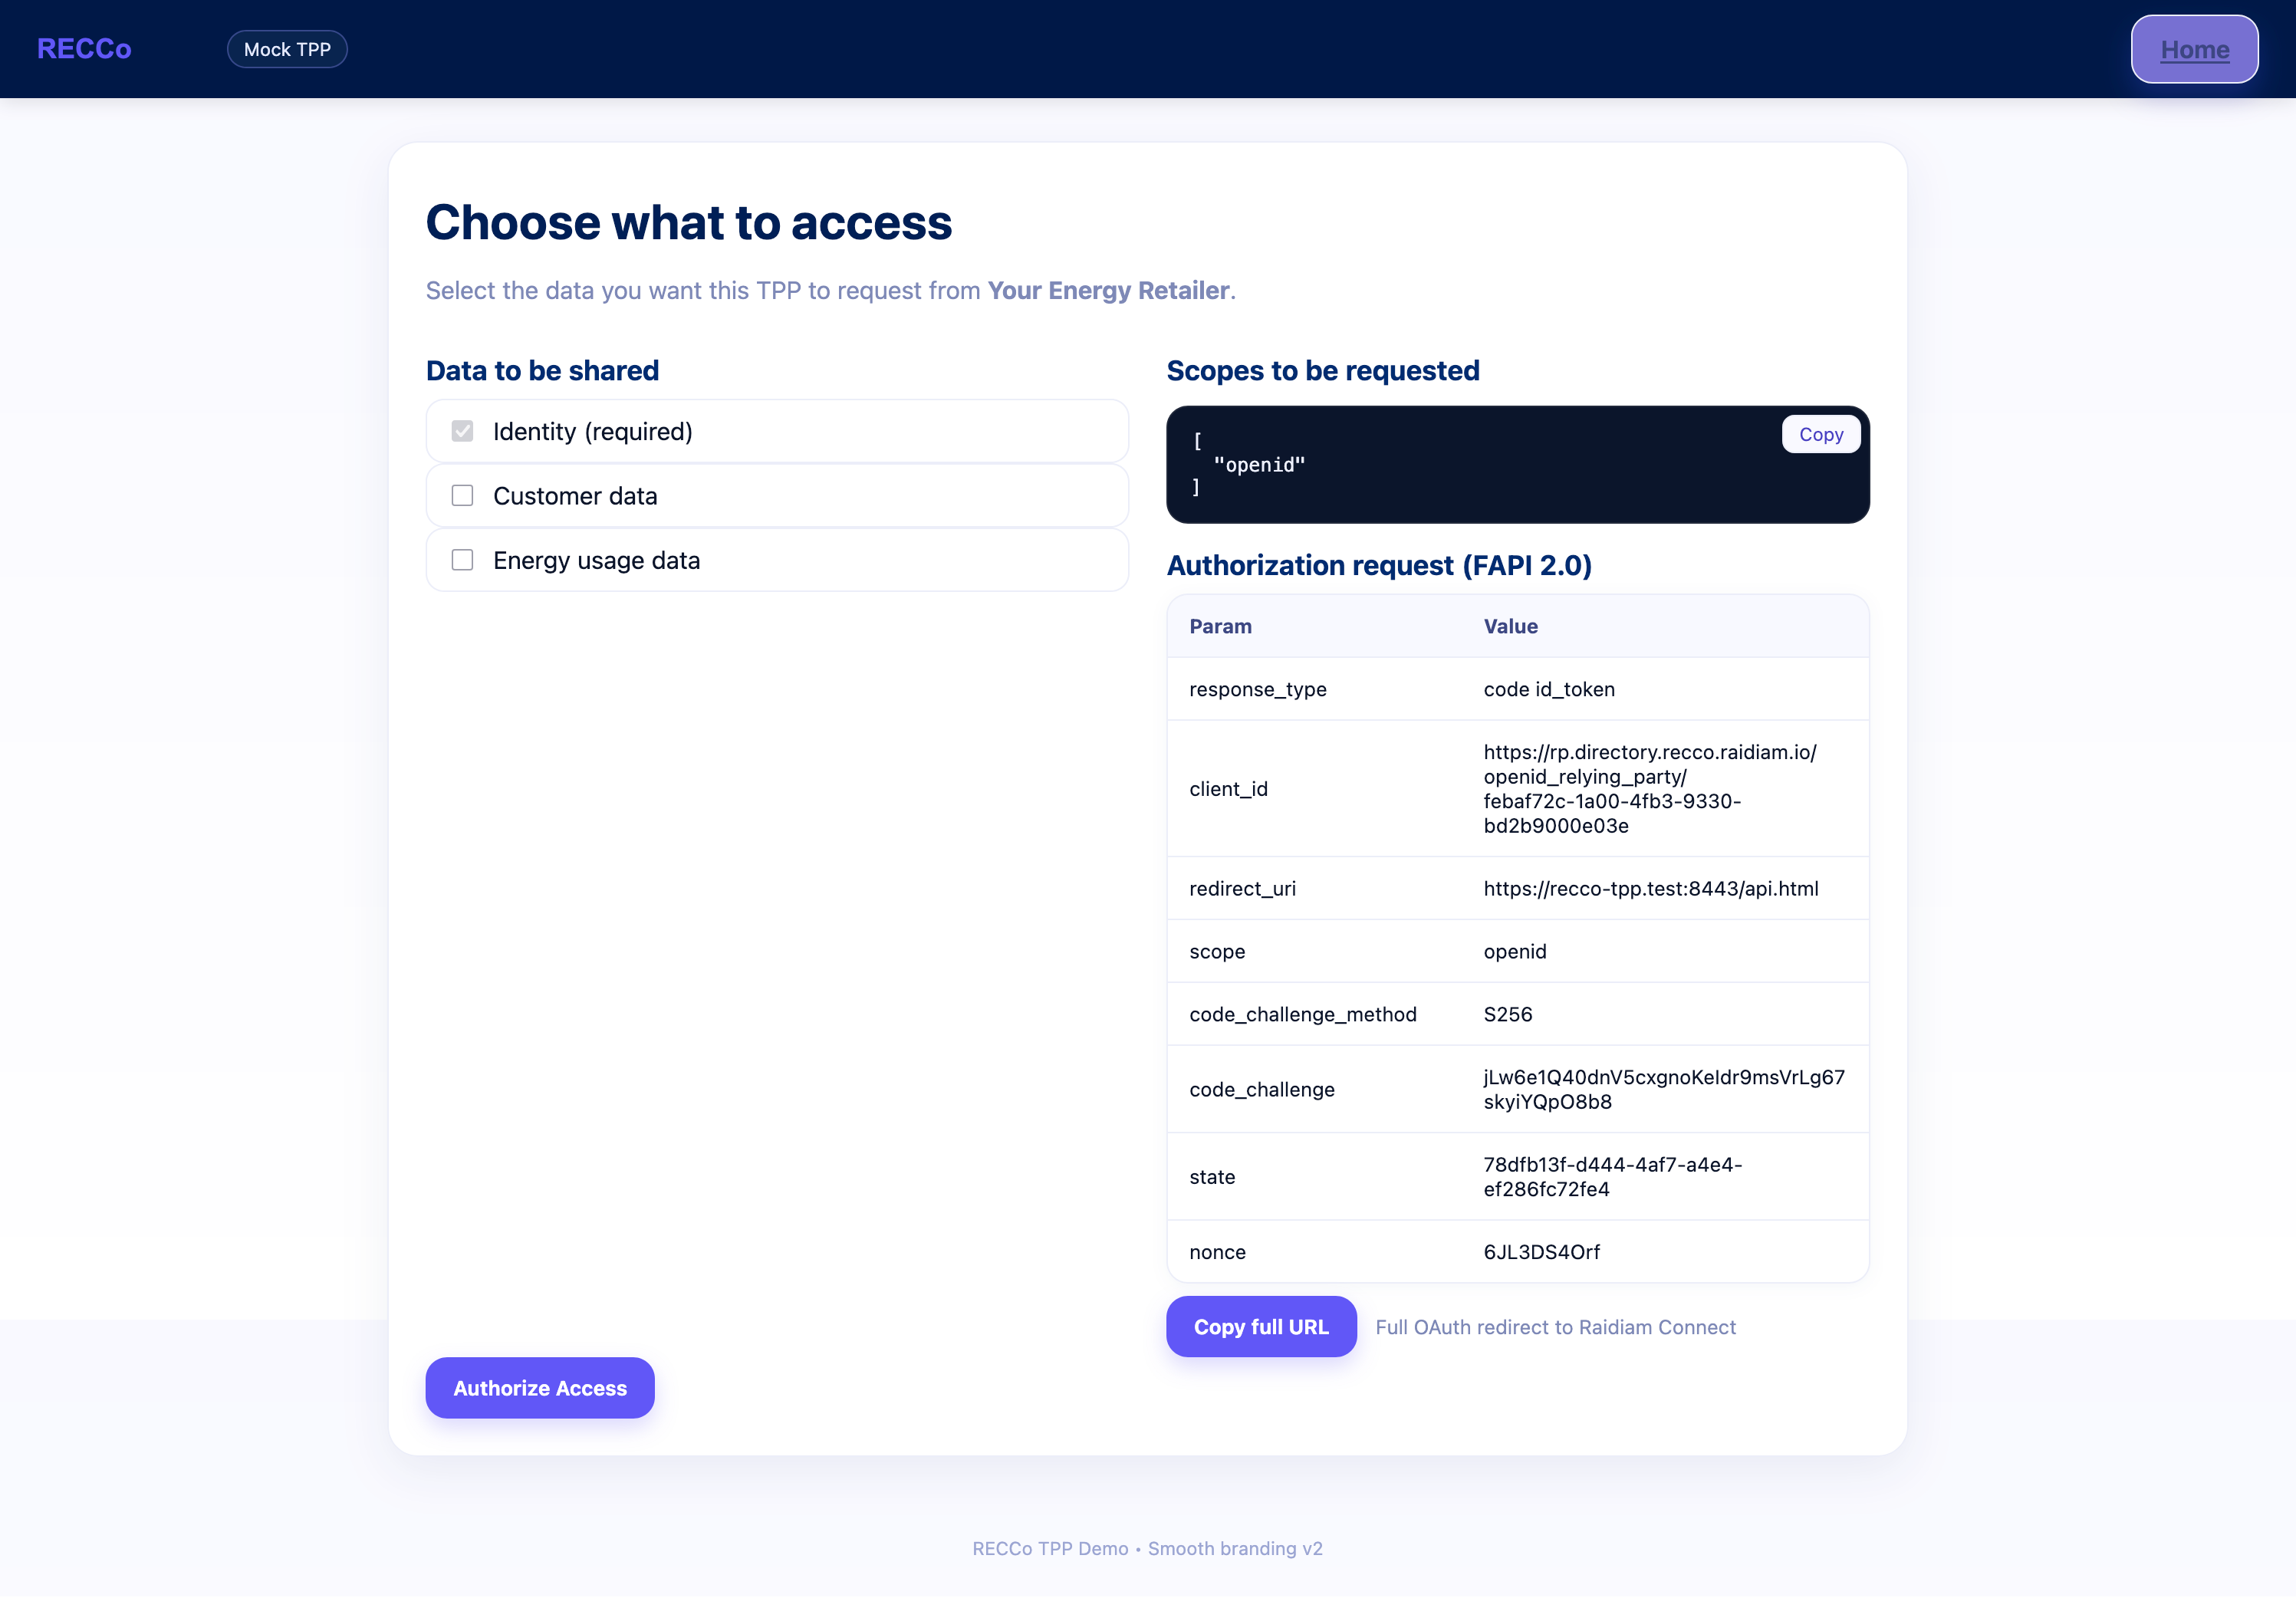 RECCo
Mock TPP
Home
Choose what to access
Select the data you want this TPP to request from Your Energy Retailer.
Data to be shared
Identity (required)
Customer data
Energy usage data
Authorize Access
Scopes to be requested
Copy
[
"openid"
]
Authorization request (FAPI 2.0)
Param Value
response_type code id_token
client_id https://rp.directory.recco.raidiam.io/
openid_relying_party/
febaf72c-1a00-4fb3-9330-
bd2b9000e03e
redirect_uri https://recco-tpp.test:8443/api.html
scope openid
code_challenge_method S256
code_challenge jLw6e1Q40dnV5cxgnoKeIdr9msVrLg67
skyiYQpO8b8
state 78dfb13f-d444-4af7-a4e4-
ef286fc72fe4
nonce 6JL3DS4Orf
Copy full URL Full OAuth redirect to Raidiam Connect
RECCo TPP Demo • Smooth branding v2